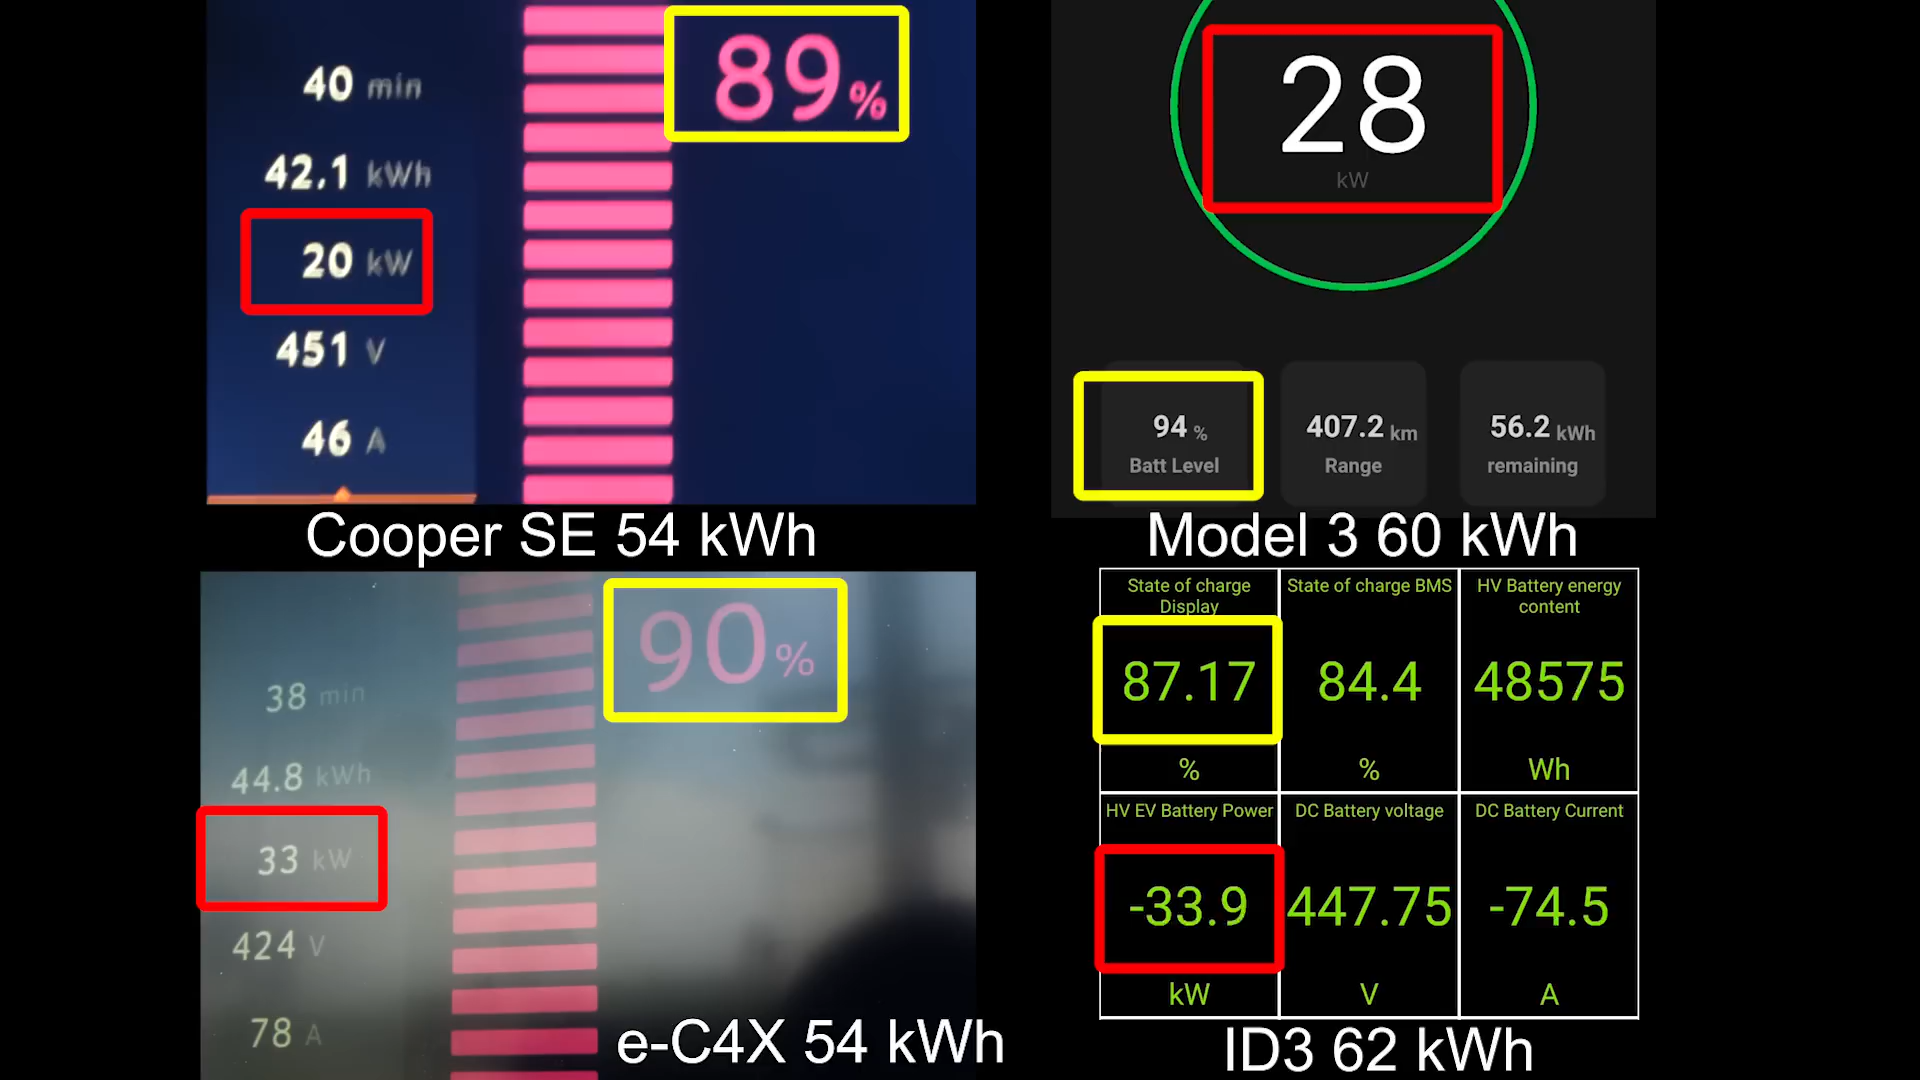 40 min
42.1 kWh
20 kW
451 V
46 A
89 %
Cooper SE 54 kWh
28
kW
94 %
Batt Level
407.2 km
Range
56.2 kWh
remaining
Model 3 60 kWh
38 min
44.8 kWh
33 kW
424 V
78 A
90 %
e-C4X 54 kWh
State of charge
Display
87.17
%
State of charge BMS
84.4
%
HV Battery energy
content
48575
Wh
HV EV Battery Power
-33.9
kW
DC Battery voltage
447.75
V
DC Battery Current
-74.5
A
ID3 62 kWh